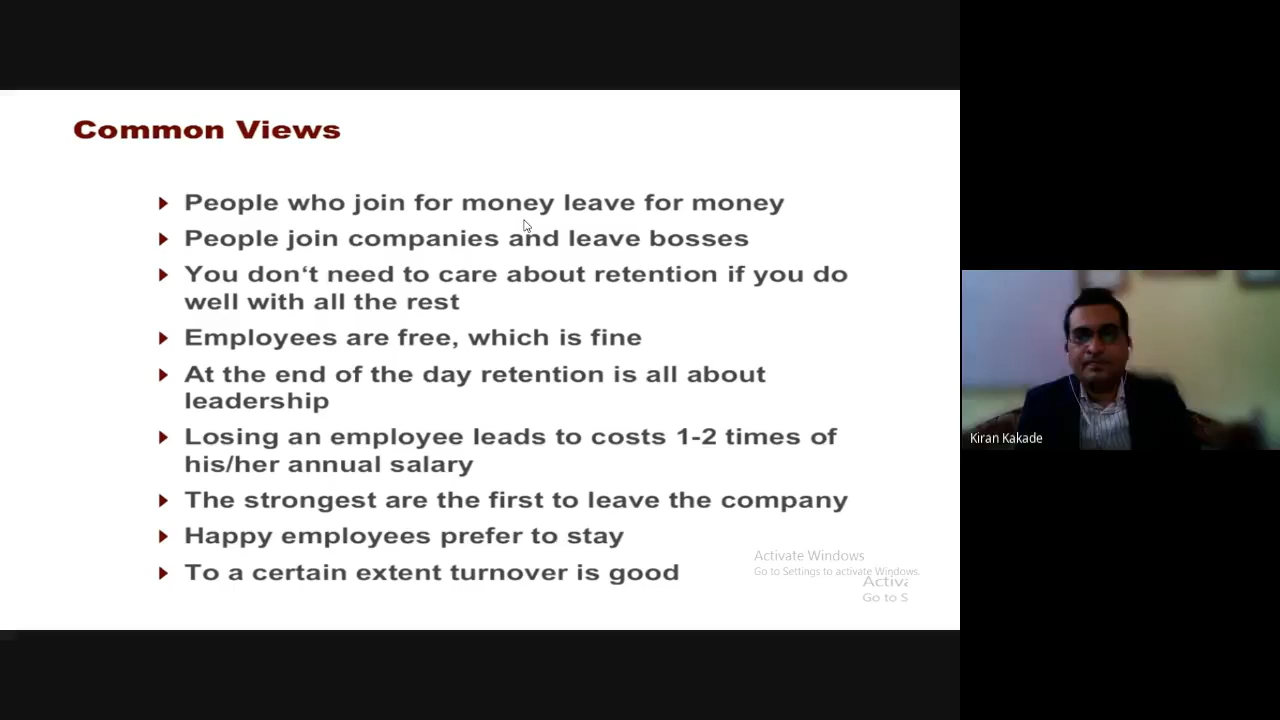 Common Views
People who join for money leave for money
People join companies and leave bosses
You don‘t need to care about retention if you do
well with all the rest
Employees are free, which is fine
At the end of the day retention is all about
leadership
Losing an employee leads to costs 1-2 times of
his/her annual salary
The strongest are the first to leave the company
Happy employees prefer to stay
To a certain extent turnover is good
Activate Windows
Go to Settings to activate Windows.
Activa
Go to S
Kiran Kakade